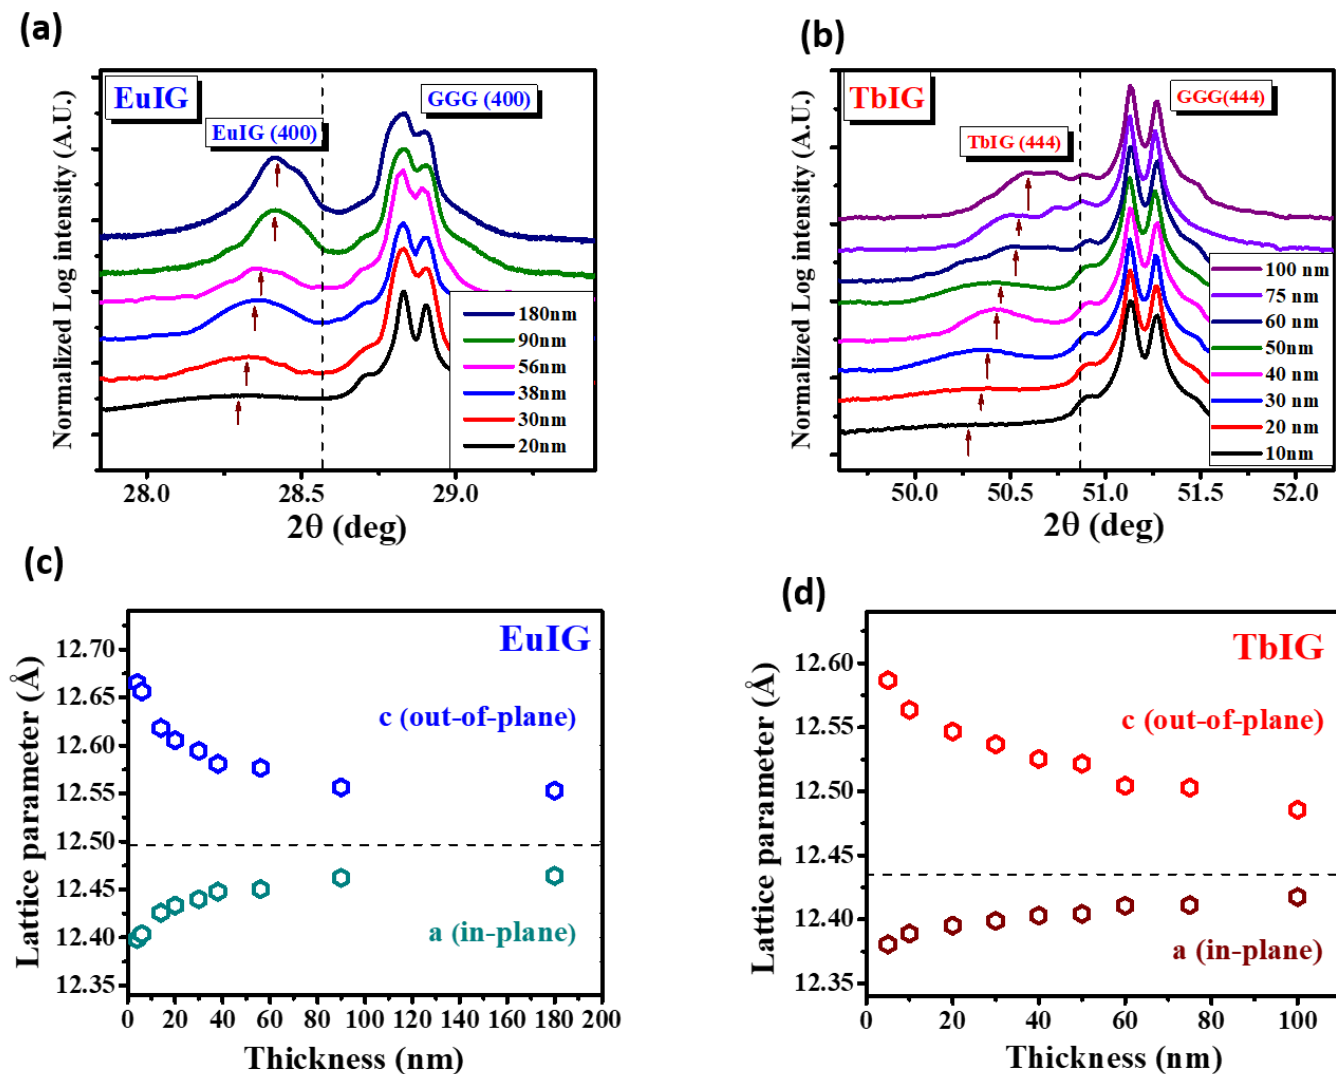 (a)
EuIG
EuIG (400)
GGG (400)
Normalized Log intensity (A.U.)
180nm
90nm
56nm
38nm
30nm
20nm
28.0
28.5
29.0
2θ (deg)
(b)
TbIG
TbIG (444)
GGG(444)
Normalized Log intensity (A.U.)
100 nm
75 nm
60 nm
50nm
40 nm
30 nm
20 nm
10nm
50.0
50.5
51.0
51.5
52.0
2θ (deg)
(c)
EuIG
c (out-of-plane)
a (in-plane)
Lattice parameter (Å)
12.70
12.65
12.60
12.55
12.50
12.45
12.40
12.35
0 20 40 60 80 100 120 140 160 180 200
Thickness (nm)
(d)
TbIG
c (out-of-plane)
a (in-plane)
Lattice parameter (Å)
12.60
12.55
12.50
12.45
12.40
12.35
0 20 40 60 80 100
Thickness (nm)